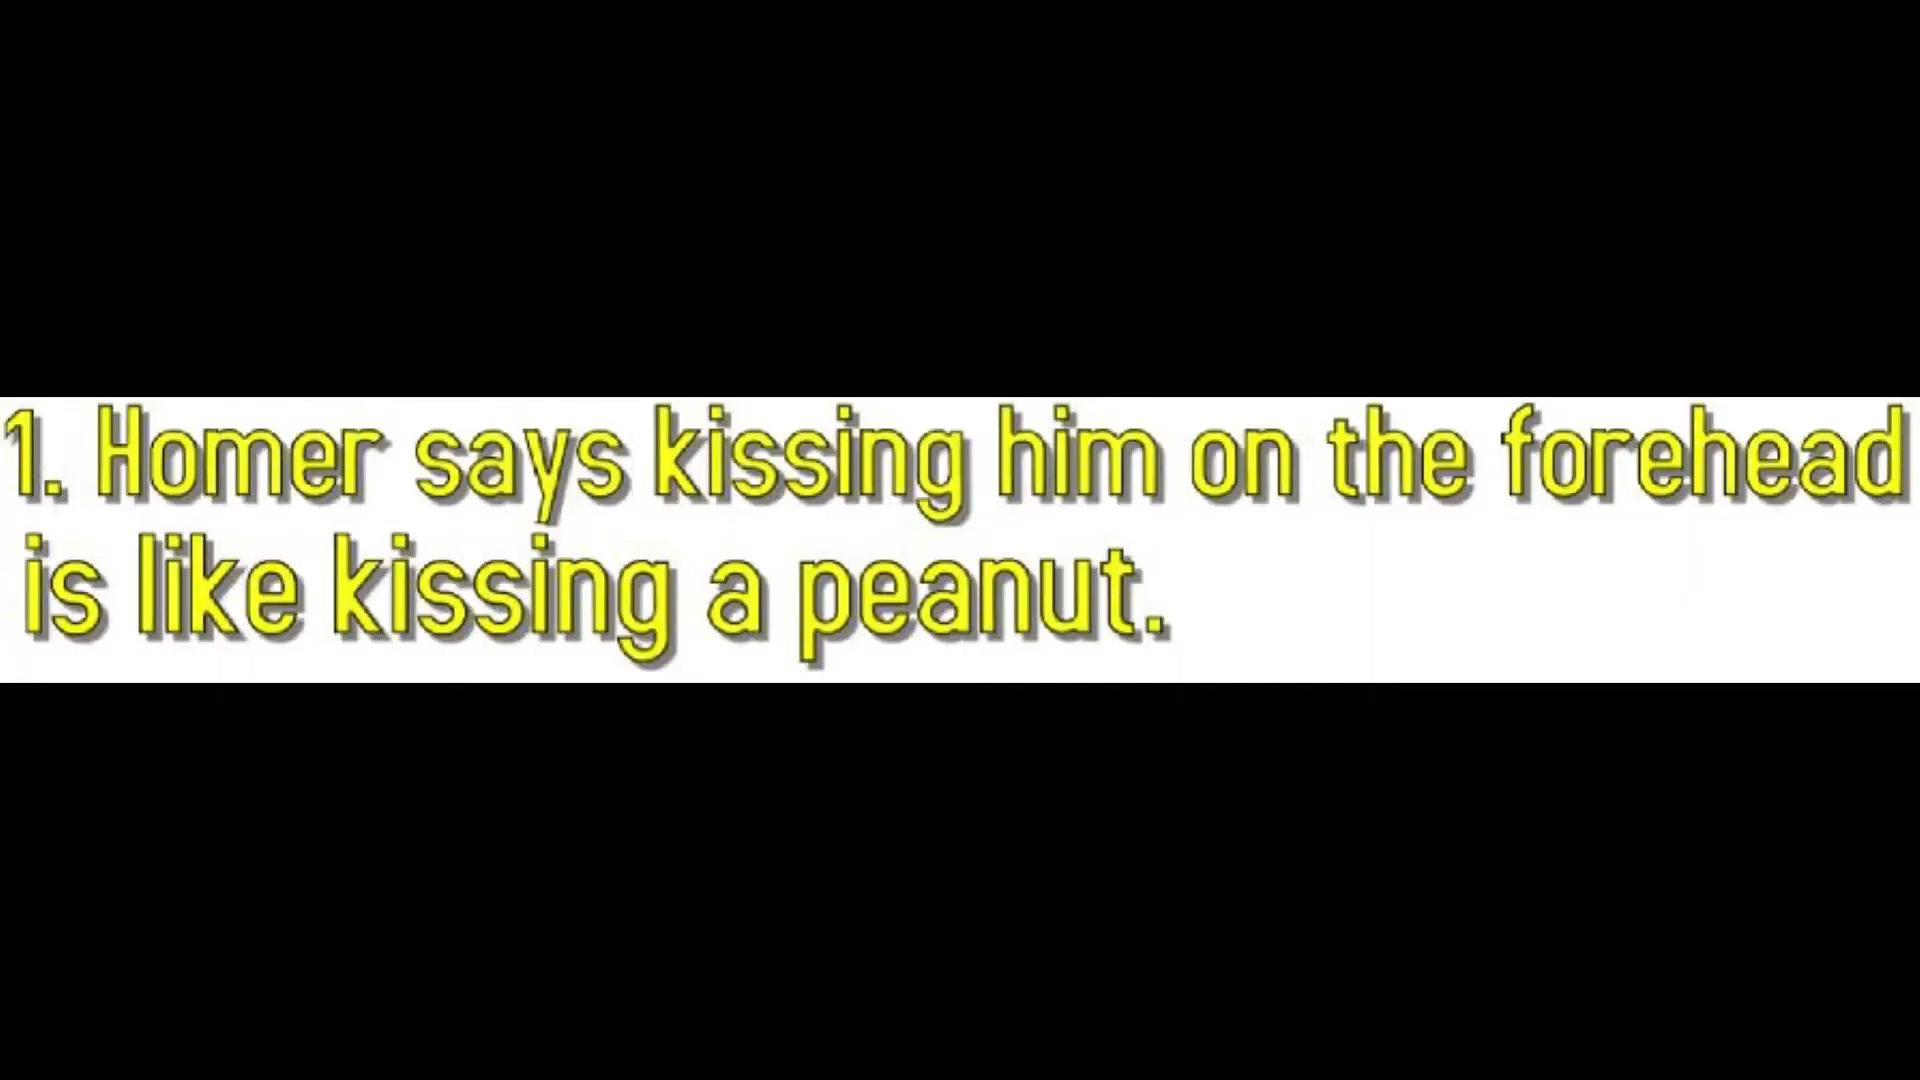 1. Homer says kissing him on the forehead
is like kissing a peanut.